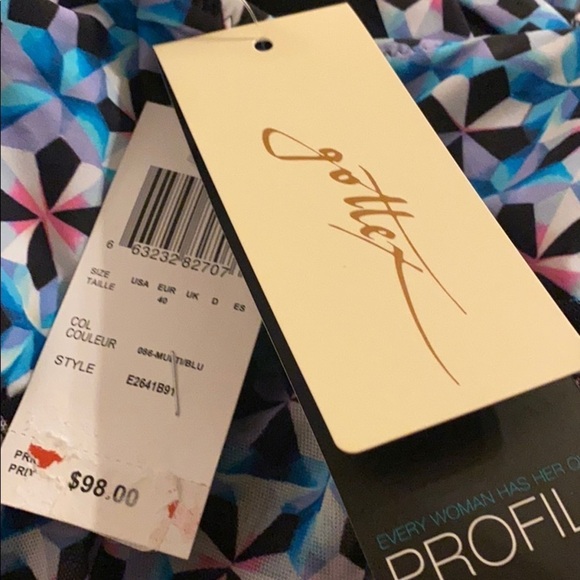 gottex
6 63232 82707
SIZE USA EUR UK D ES
TAILLE 40
COL
COULEUR 086-MULTI/BLU
STYLE E2641B91
$98.00
EVERY WOMAN HAS HER
PROFIL